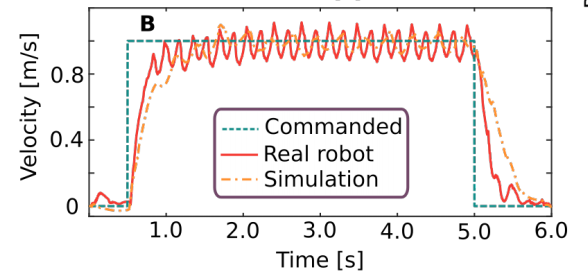 B
Velocity [m/s]
0.8
0.4
0
Commanded
Real robot
Simulation
1.0 2.0 3.0 4.0 5.0 6.0
Time [s]